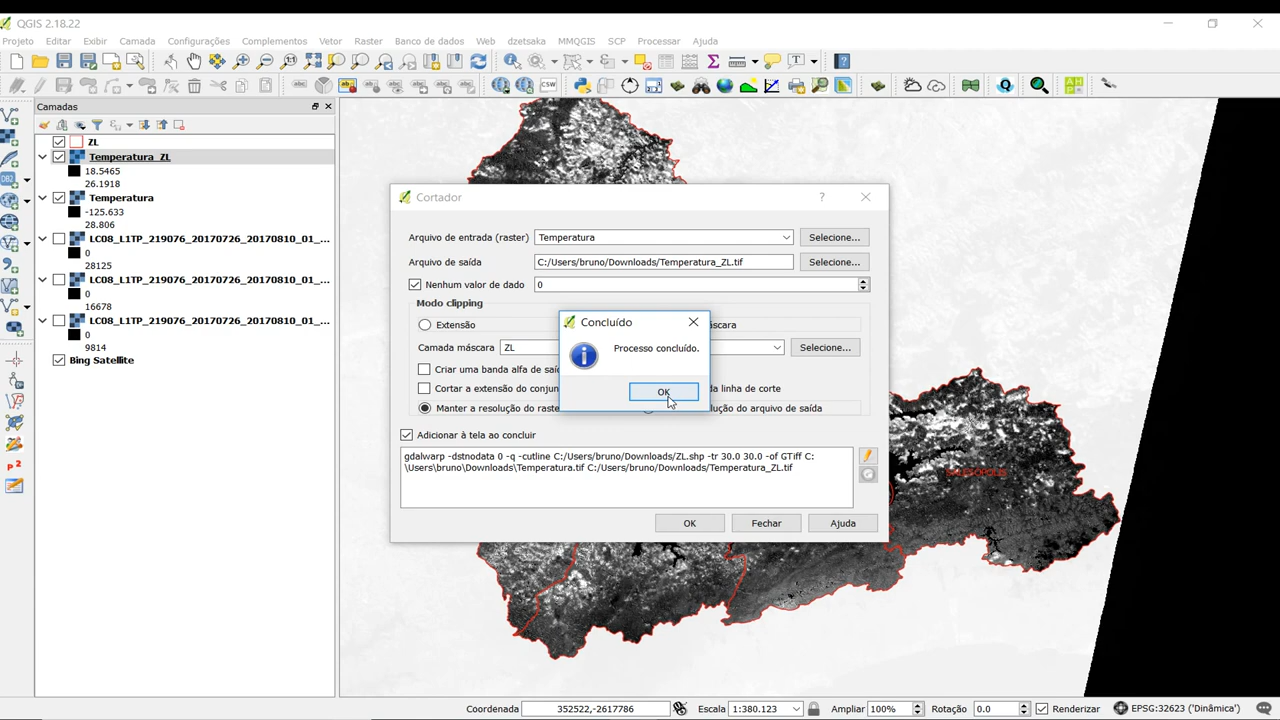 QGIS 2.18.22
Projeto Editar Exibir Camada Configurações Complementos Vetor Raster Banco de dados Web dzetsaka MMQGIS SCP Processar Ajuda
Camadas
ZL
Temperatura_ZL
18.5465
26.1918
Temperatura
-125.633
28.806
LC08_L1TP_219076_20170726_20170810_01_...
0
28125
LC08_L1TP_219076_20170726_20170810_01_...
0
16678
LC08_L1TP_219076_20170726_20170810_01_...
0
9814
Bing Satellite
Cortador
Arquivo de entrada (raster) Temperatura Selecione...
Arquivo de saída C:/Users/bruno/Downloads/Temperatura_ZL.tif Selecione...
Nenhum valor de dado 0
Modo clipping
Extensão
Camada máscara ZL Selecione...
Criar uma banda alfa de
Cortar a extensão do da linha de corte
Manter a resolução do do arquivo de saída
Concluído
Processo concluído.
OK
Adicionar à tela ao concluir
gdalwarp -dstnodata 0 -q -cutline C:/Users/bruno/Downloads/ZL.shp -tr 30.0 30.0 -of GTiff C:
\Users\bruno\Downloads\Temperatura.tif C:/Users/bruno/Downloads/Temperatura_ZL.tif
OK Fechar Ajuda
SALESÓPOLIS
Coordenada 352522,-2617786 Escala 1:380.123 Ampliar 100% Rotação 0.0 Renderizar EPSG:32623 ('Dinâmica')